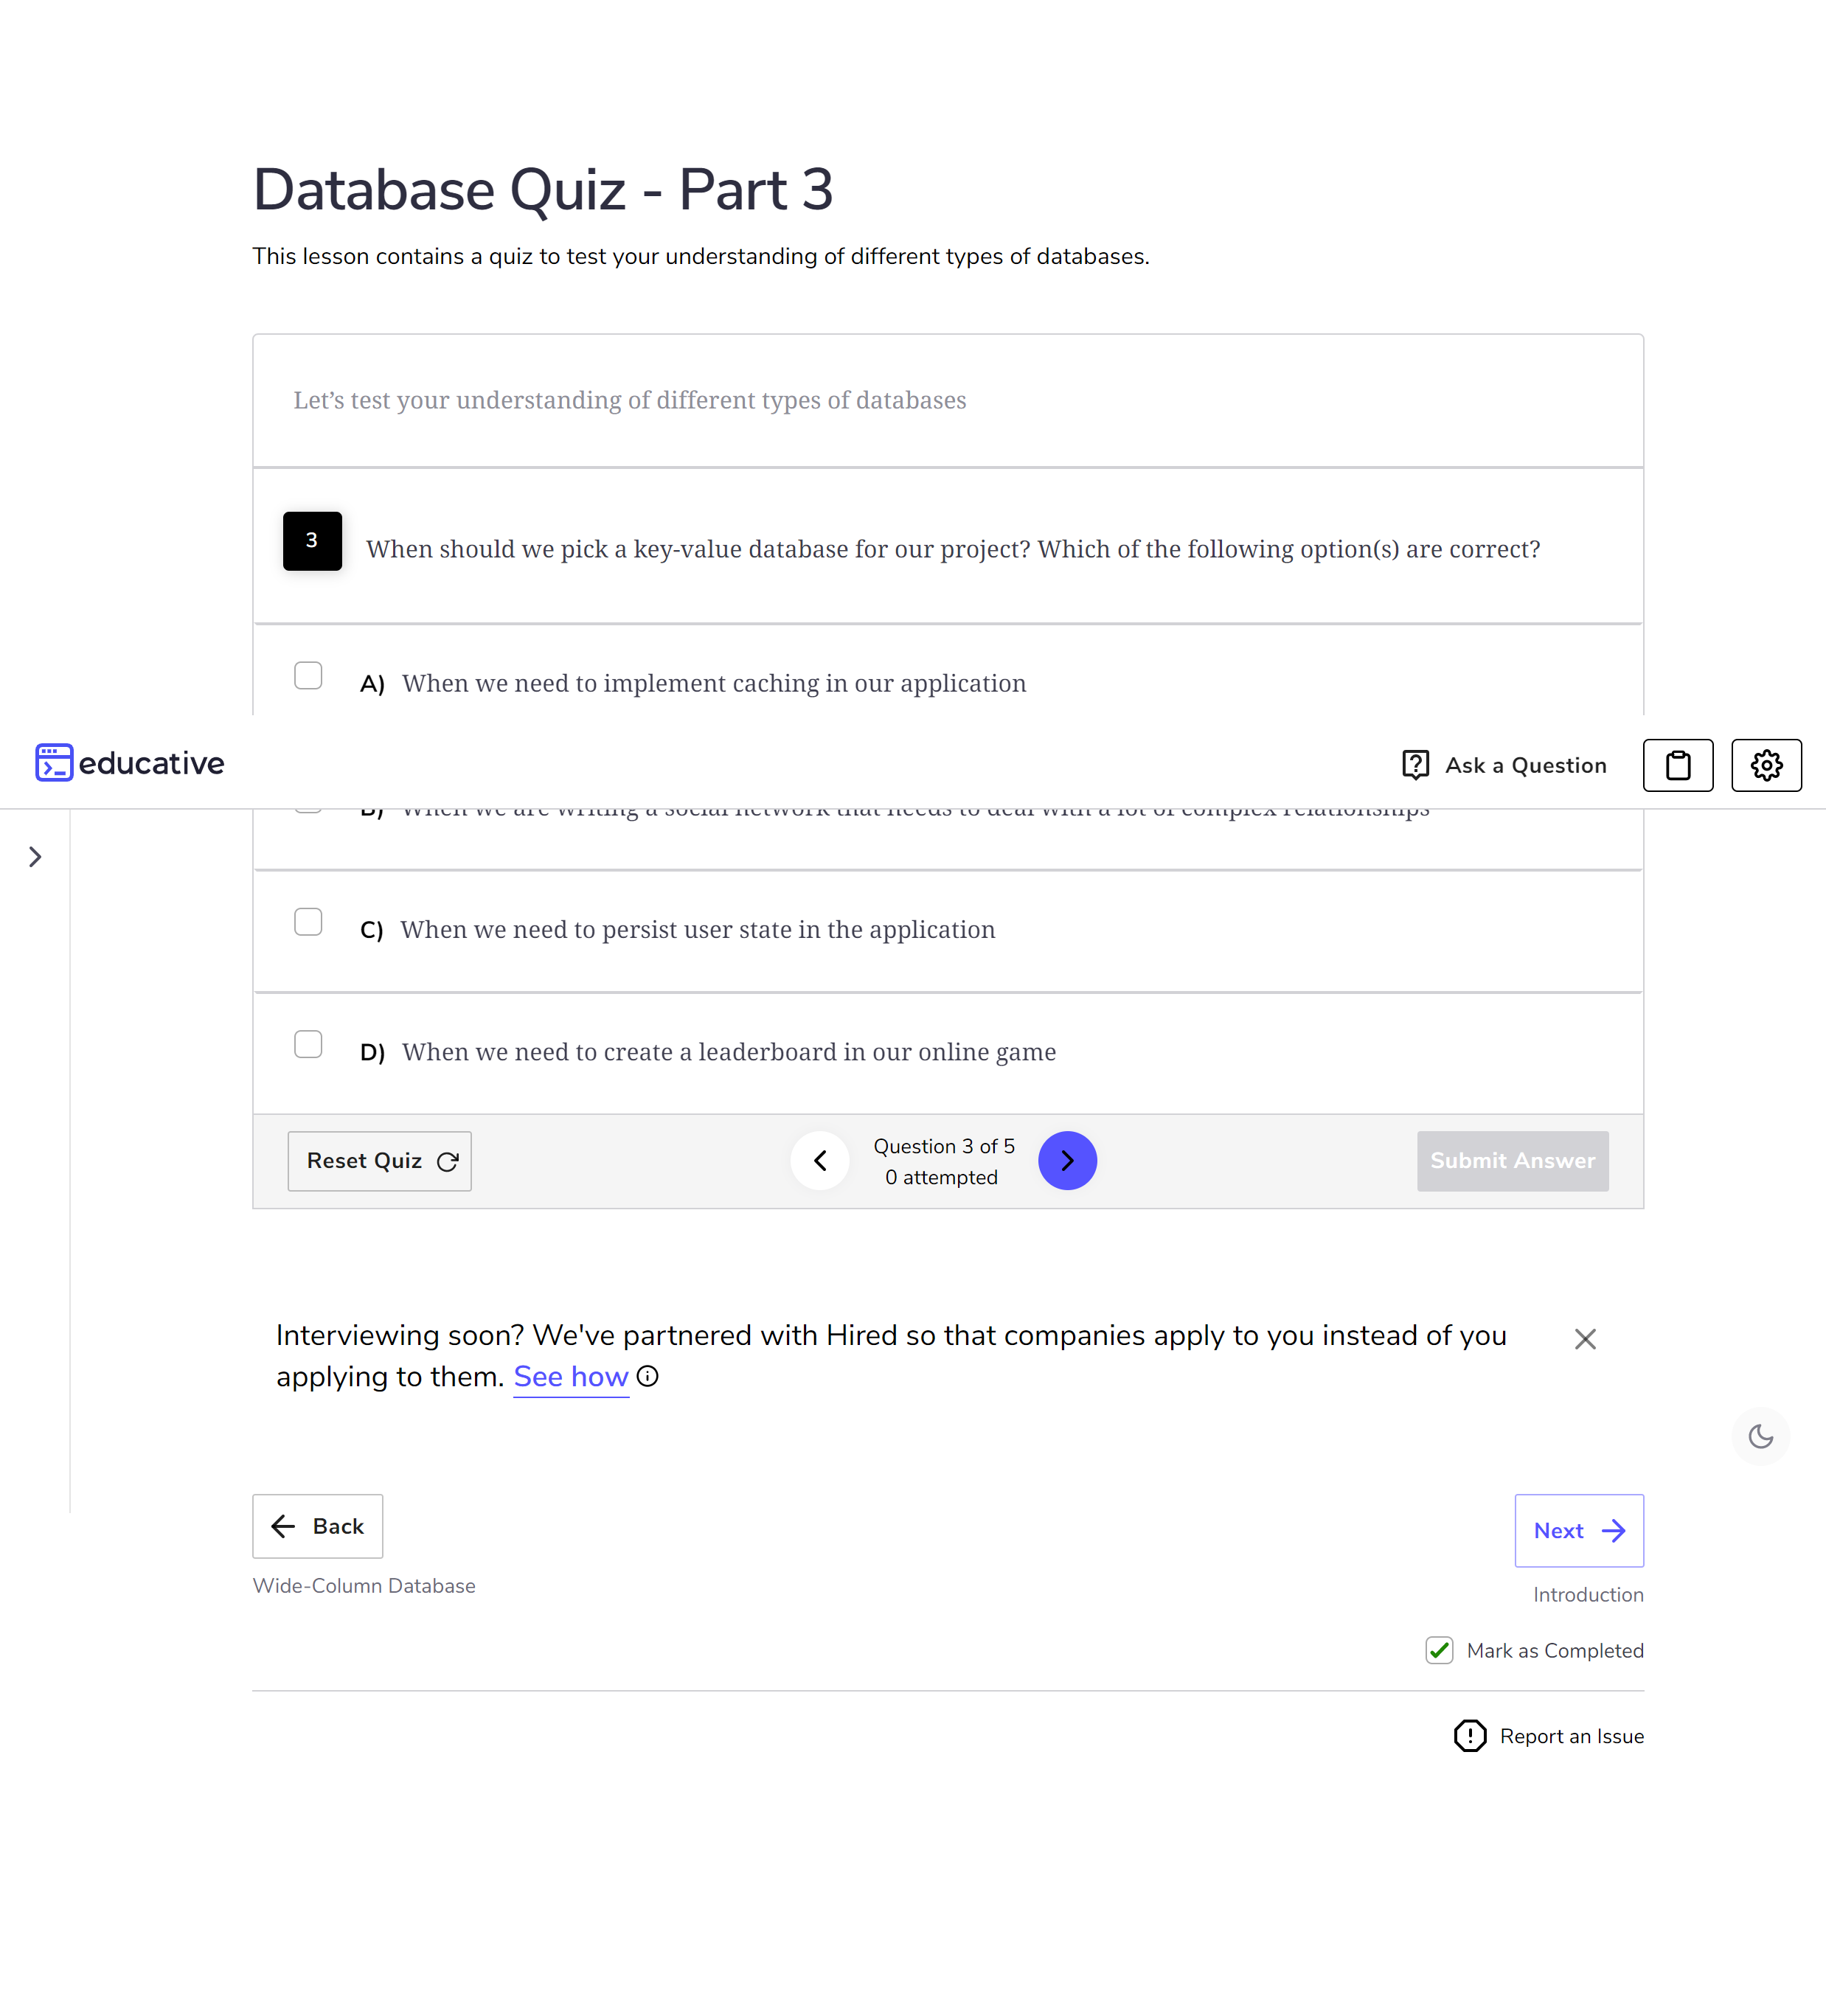 Database Quiz - Part 3
This lesson contains a quiz to test your understanding of different types of databases.
Let’s test your understanding of different types of databases
3
When should we pick a key-value database for our project? Which of the following option(s) are correct?
A) When we need to implement caching in our application
educative
Ask a Question
B) When we are writing a social network that needs to deal with a lot of complex relationships
C) When we need to persist user state in the application
D) When we need to create a leaderboard in our online game
Reset Quiz
Question 3 of 5
0 attempted
Submit Answer
Interviewing soon? We've partnered with Hired so that companies apply to you instead of you
applying to them. See how
Back
Next
Wide-Column Database
Introduction
Mark as Completed
Report an Issue